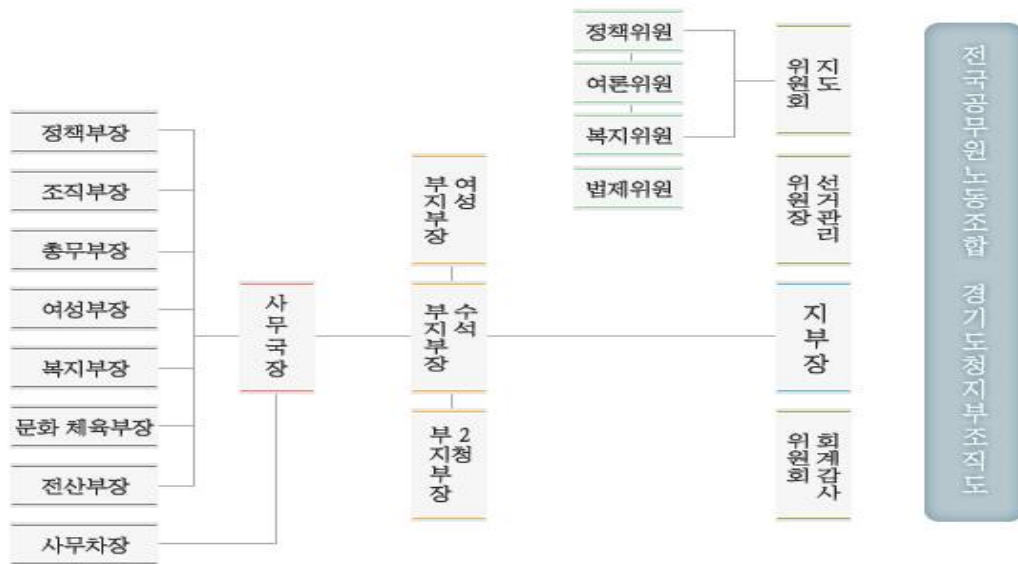 전국공무원노동조합 경기도청지부조직도
지도
위원회
선거관리
위원장
지부장
회계감사
위원회
정책위원
여론위원
복지위원
법제위원
여성
부지부장
수석
부지부장
2청
부지부장
사무국장
정책부장
조직부장
총무부장
여성부장
복지부장
문화 체육부장
전산부장
사무차장